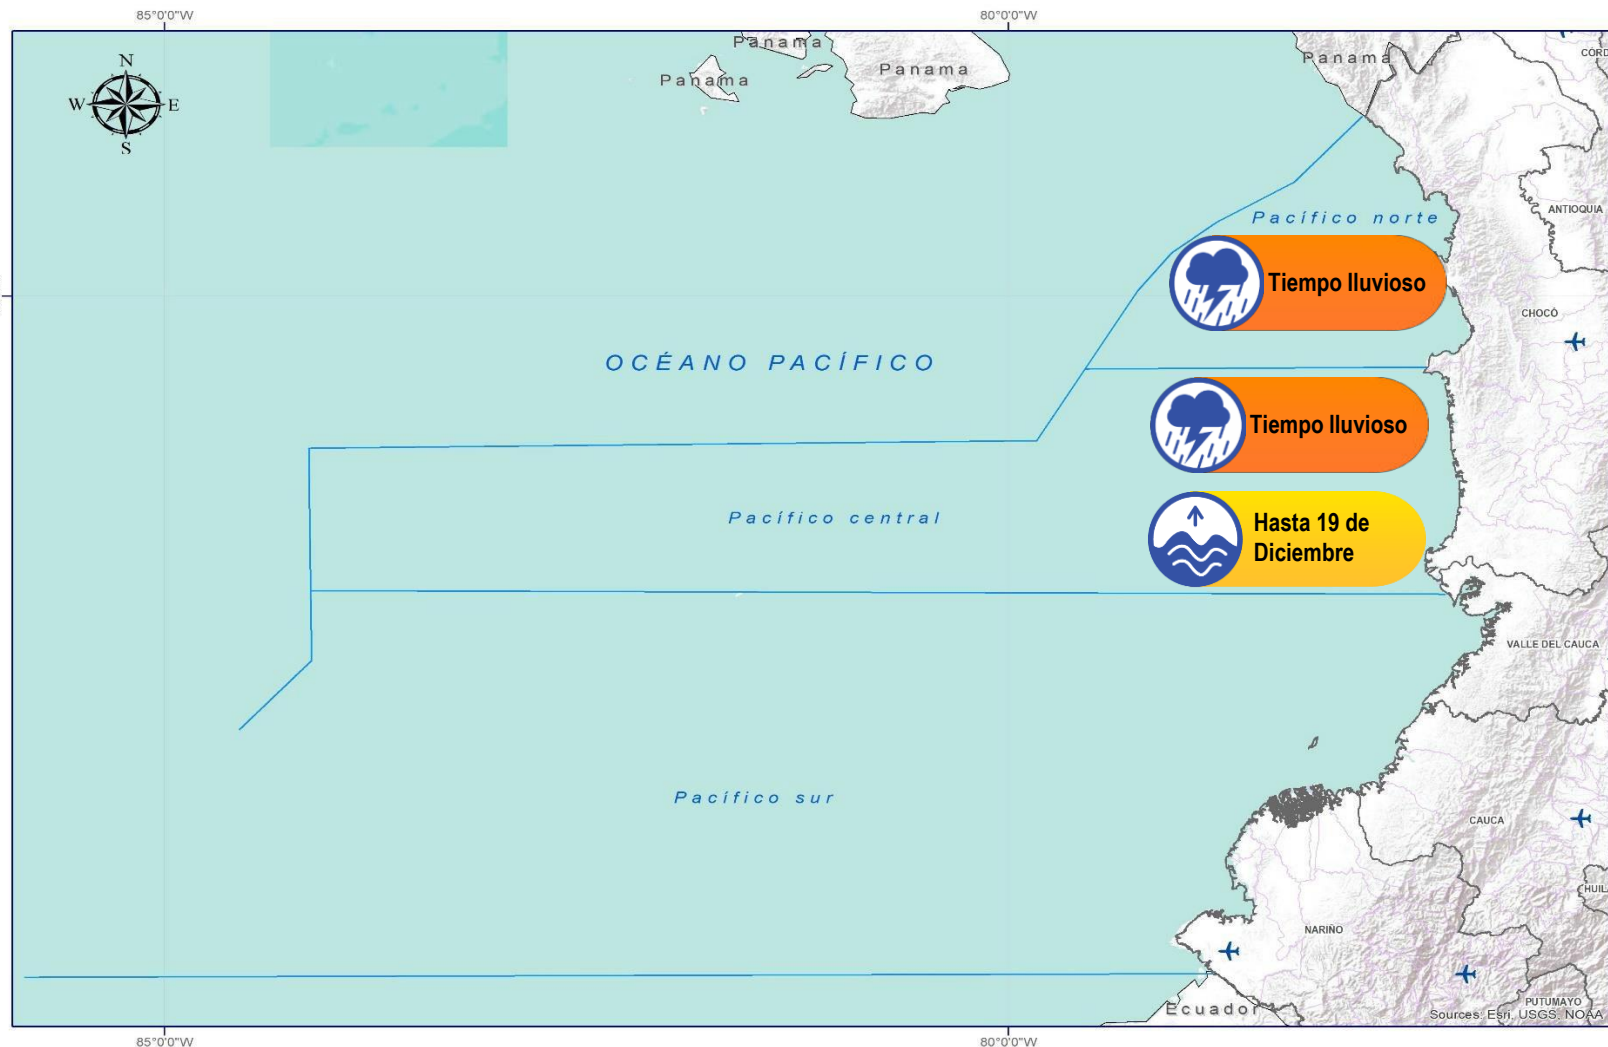 85°0'0"W
80°0'0"W
Panama
Panama
Panama
Panama
N
W
E
S
ANTIOQUIA
Pacífico norte
Tiempo lluvioso
CHOCÓ
OCÉANO PACÍFICO
Tiempo lluvioso
Pacífico central
Hasta 19 de
Diciembre
VALLE DEL CAUCA
Pacífico sur
CAUCA
NARIÑO
PUTUMAYO
Ecuador
Sources: Esri, USGS, NOAA
85°0'0"W
80°0'0"W